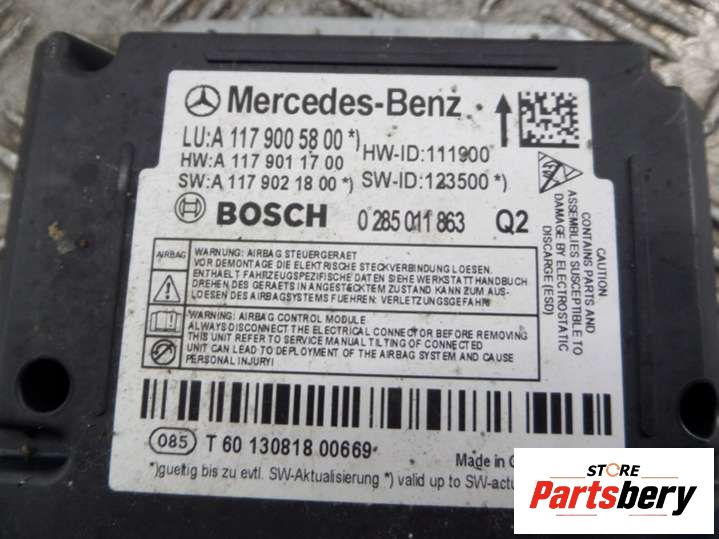 Mercedes-Benz
LU:A 117 900 58 00 *)
HW:A 117 901 17 00 HW-ID:111900
SW:A 117 902 18 00 *) SW-ID:123500 *)
BOSCH 0 285 011 863 Q2
AIRBAG
WARNUNG: AIRBAG STEUERGERAET
VOR DEMONTAGE DIE ELEKTRISCHE STECKVERBINDUNG LOESEN.
ENTHAELT FAHRZEUGSPEZIFISCHE DATEN SIEHE WERKSTATTHANDBUCH
DREHEN DES GERAETS IN ANGESTECKTEM ZUSTAND KANN ZUM AUS-
LOESEN DES AIRBAGSYSTEMS FUEHREN: VERLETZUNGSGEFAHR!
WARNING: AIRBAG CONTROL MODULE
ALWAYS DISCONNECT THE ELECTRICAL CONNECTOR BEFORE REMOVING
THIS UNIT REFER TO SERVICE MANUAL TILTING OF CONNECTED
UNIT CAN LEAD TO DEPLOYMENT OF THE AIRBAG SYSTEM AND CAUSE
PERSONAL INJURY!
CAUTION
CONTAINS PARTS AND
ASSEMBLIES SUSCEPTIBLE TO
DAMAGE BY ELECTROSTATIC
DISCHARGE (ESD)
085 T 60 130818 00669
Made in
*)gueltig bis zu evtl. SW-Aktualisierung *) valid up to SW-actu
STORE
Partsbery